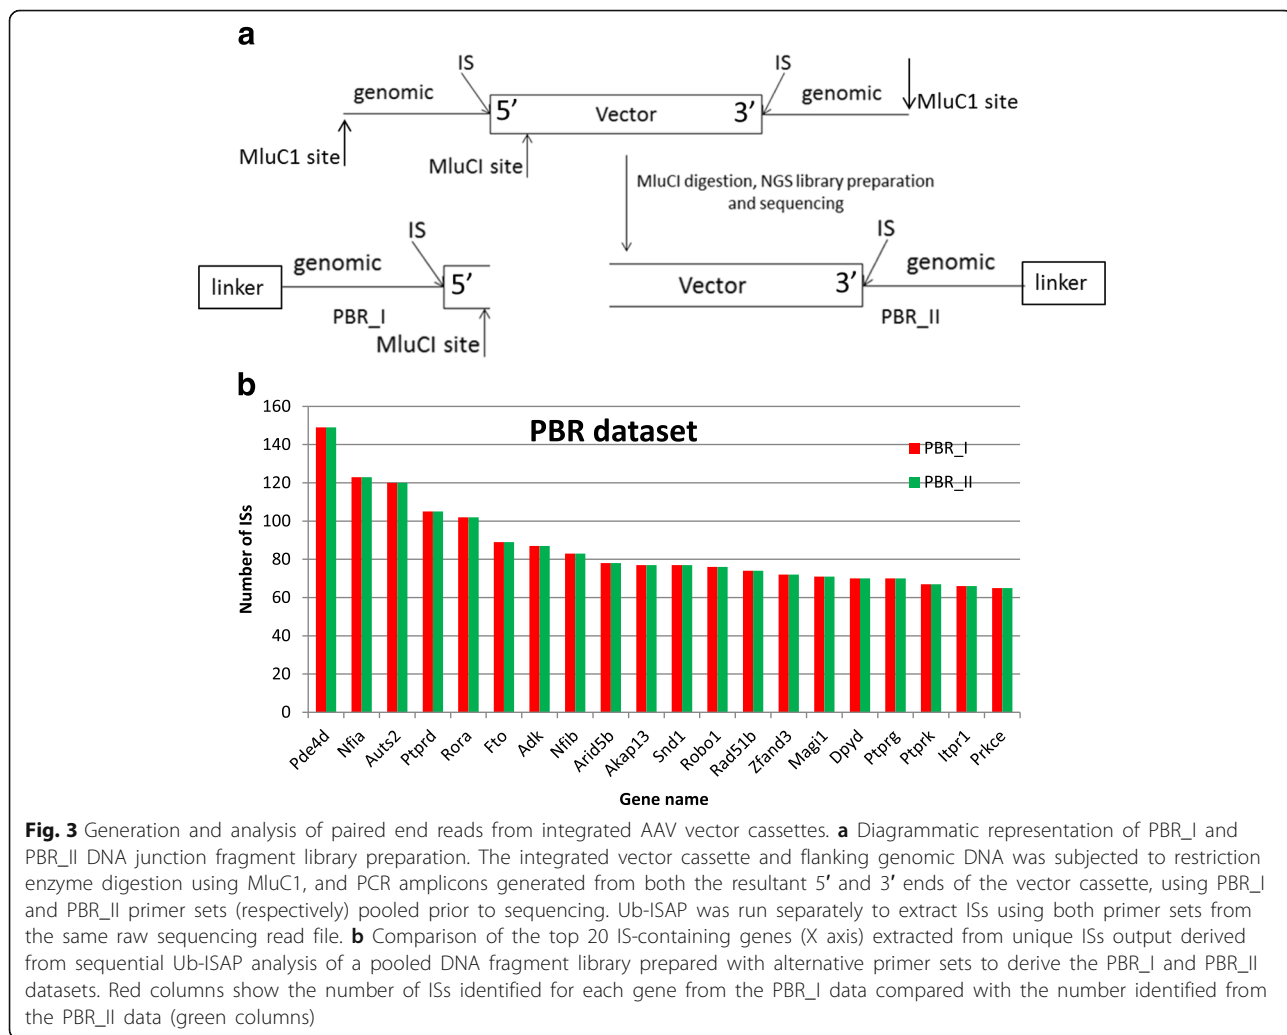 a
IS
IS
genomic
5′
Vector
3′
genomic
MluC1 site
MluC1 site
MluCI site
MluCI digestion, NGS library preparation
and sequencing
IS
IS
genomic
genomic
linker
5′
Vector
3′
linker
PBR_I
PBR_II
MluCI site
b
PBR dataset
PBR_I
PBR_II
Number of ISs
160
140
120
100
80
60
40
20
0
Pde4d
Nfia
Auts2
Ptprd
Rora
Fto
Adk
Nfib
Arid5b
Akap13
Snd1
Robo1
Rad51b
Zfand3
Magi1
Dpyd
Ptprg
Ptprk
Itpr1
Prkce
Gene name
Fig. 3 Generation and analysis of paired end reads from integrated AAV vector cassettes. a Diagrammatic representation of PBR_I and
PBR_II DNA junction fragment library preparation. The integrated vector cassette and flanking genomic DNA was subjected to restriction
enzyme digestion using MluC1, and PCR amplicons generated from both the resultant 5′ and 3′ ends of the vector cassette, using PBR_I
and PBR_II primer sets (respectively) pooled prior to sequencing. Ub-ISAP was run separately to extract ISs using both primer sets from
the same raw sequencing read file. b Comparison of the top 20 IS-containing genes (X axis) extracted from unique ISs output derived
from sequential Ub-ISAP analysis of a pooled DNA fragment library prepared with alternative primer sets to derive the PBR_I and PBR_II
datasets. Red columns show the number of ISs identified for each gene from the PBR_I data compared with the number identified from
the PBR_II data (green columns)